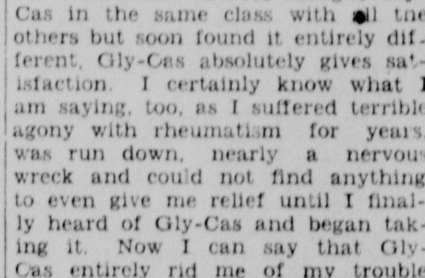 Cas in the same class with all the
others but soon found it entirely dif-
ferent, Gly-Cas absolutely gives sat-
isfaction. I certainly know what I
am saying, too, as I suffered terrible
agony with rheumatism for years
was run down, nearly a nervous
wreck and could not find anything
to even give me relief until I final-
ly heard of Gly-Cas and began tak-
ing it. Now I can say that Gly-
Cas entirely rid me of my trouble